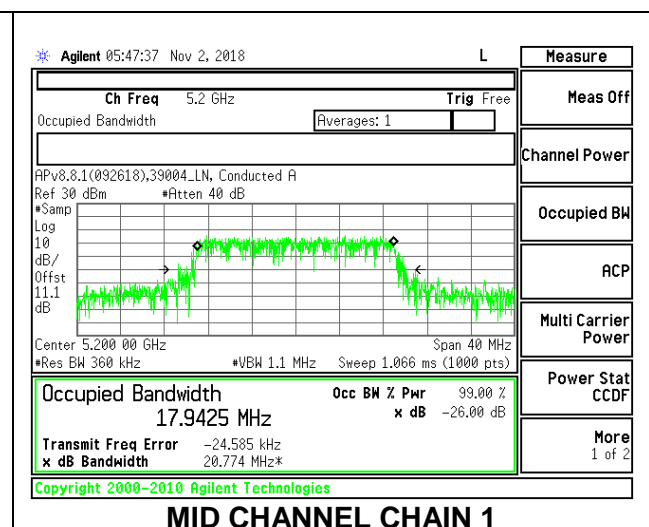 Agilent 05:47:37 Nov 2, 2018 L
Measure
Ch Freq 5.2 GHz Trig Free
Meas Off
Occupied Bandwidth Averages: 1
Channel Power
APv8.8.1(092618),39004_LN, Conducted A
Ref 30 dBm #Atten 40 dB
Occupied BW
#Samp
Log
10
dB/
Offst
11.1
dB
ACP
Multi Carrier
Power
Center 5.200 00 GHz Span 40 MHz
#Res BW 360 kHz #VBW 1.1 MHz Sweep 1.066 ms (1000 pts)
Power Stat
CCDF
Occupied Bandwidth Occ BW % Pwr 99.00 %
17.9425 MHz x dB -26.00 dB
Transmit Freq Error -24.585 kHz
x dB Bandwidth 20.774 MHz*
More
1 of 2
Copyright 2000-2010 Agilent Technologies
MID CHANNEL CHAIN 1